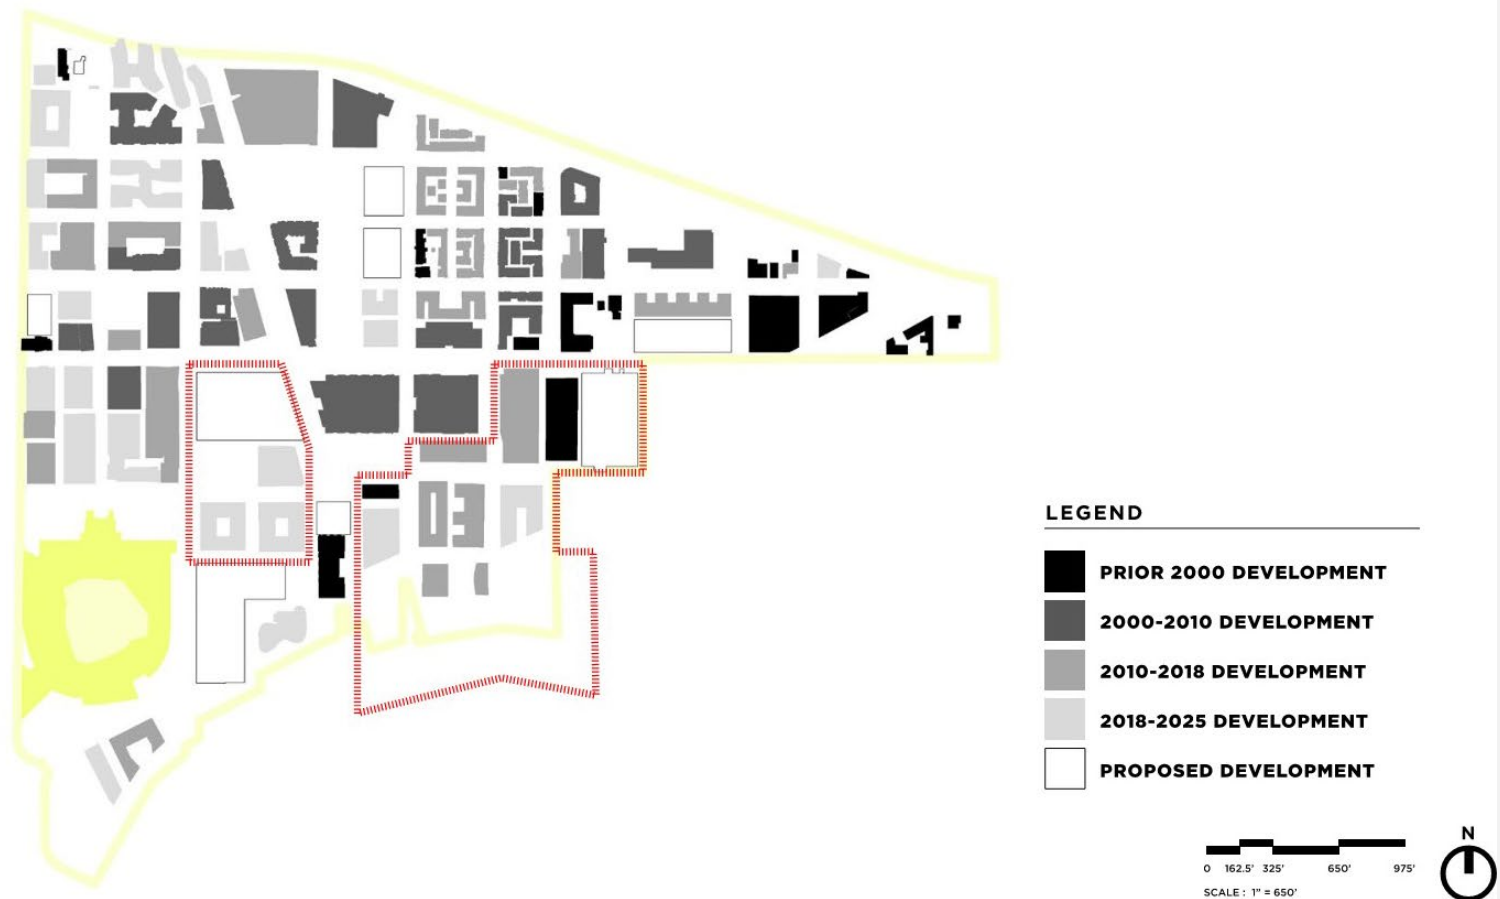 LEGEND
PRIOR 2000 DEVELOPMENT
2000-2010 DEVELOPMENT
2010-2018 DEVELOPMENT
2018-2025 DEVELOPMENT
PROPOSED DEVELOPMENT
N
0 162.5' 325' 650' 975'
SCALE : 1" = 650'